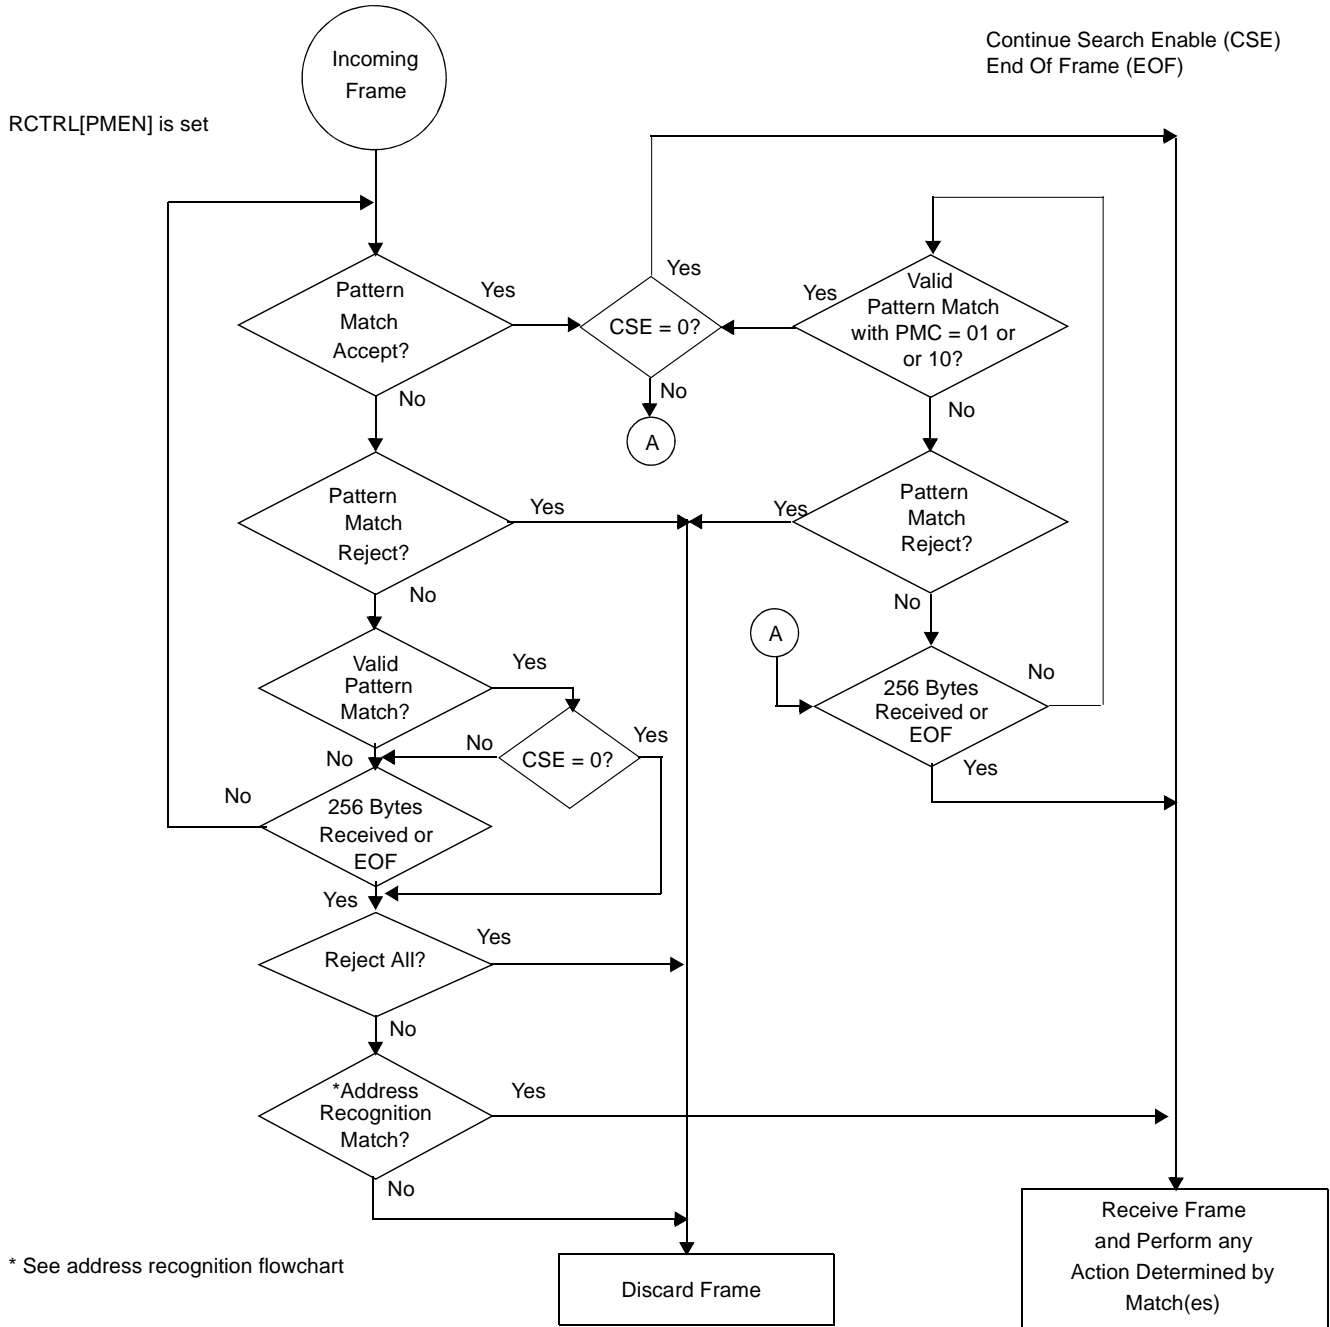 Incoming
Frame
Continue Search Enable (CSE)
End Of Frame (EOF)
RCTRL[PMEN] is set
Pattern
Match
Accept?
Yes
No
CSE = 0?
Yes
No
A
Valid
Pattern Match
with PMC = 01 or
or 10?
Yes
No
Pattern
Match
Reject?
Yes
No
Pattern
Match
Reject?
Yes
No
Valid
Pattern
Match?
Yes
No
CSE = 0?
No
Yes
A
256 Bytes
Received or
EOF
No
Yes
256 Bytes
Received or
EOF
No
Yes
Reject All?
Yes
No
*Address
Recognition
Match?
Yes
No
* See address recognition flowchart
Discard Frame
Receive Frame
and Perform any
Action Determined by
Match(es)